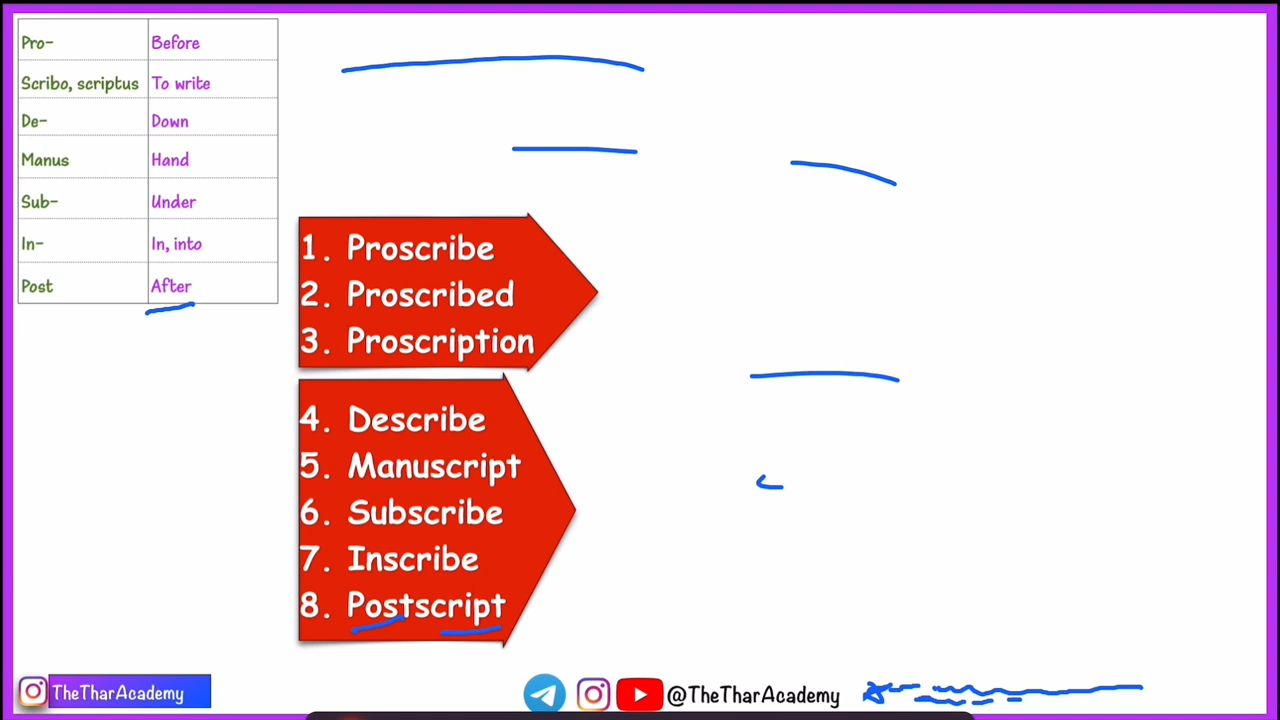 Pro- Before
Scribo, scriptus To write
De- Down
Manus Hand
Sub- Under
In- In, into
Post After
1. Proscribe
2. Proscribed
3. Proscription
4. Describe
5. Manuscript
6. Subscribe
7. Inscribe
8. Postscript
TheTharAcademy
@TheTharAcademy